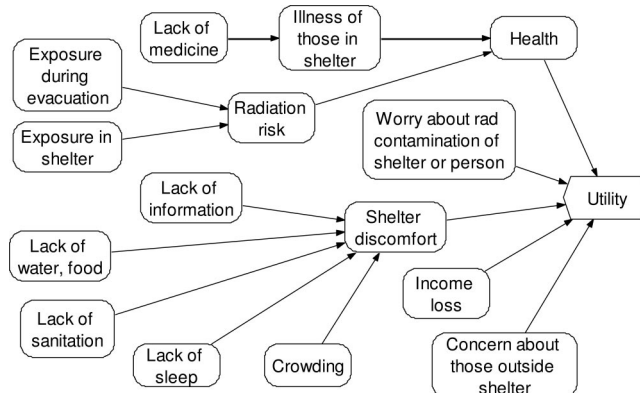 Lack of
medicine
Illness of
those in
shelter
Health
Exposure
during
evacuation
Radiation
risk
Exposure in
shelter
Worry about rad
contamination of
shelter or person
Utility
Lack of
information
Shelter
discomfort
Lack of
water, food
Income
loss
Lack of
sanitation
Lack of
sleep
Crowding
Concern about
those outside
shelter